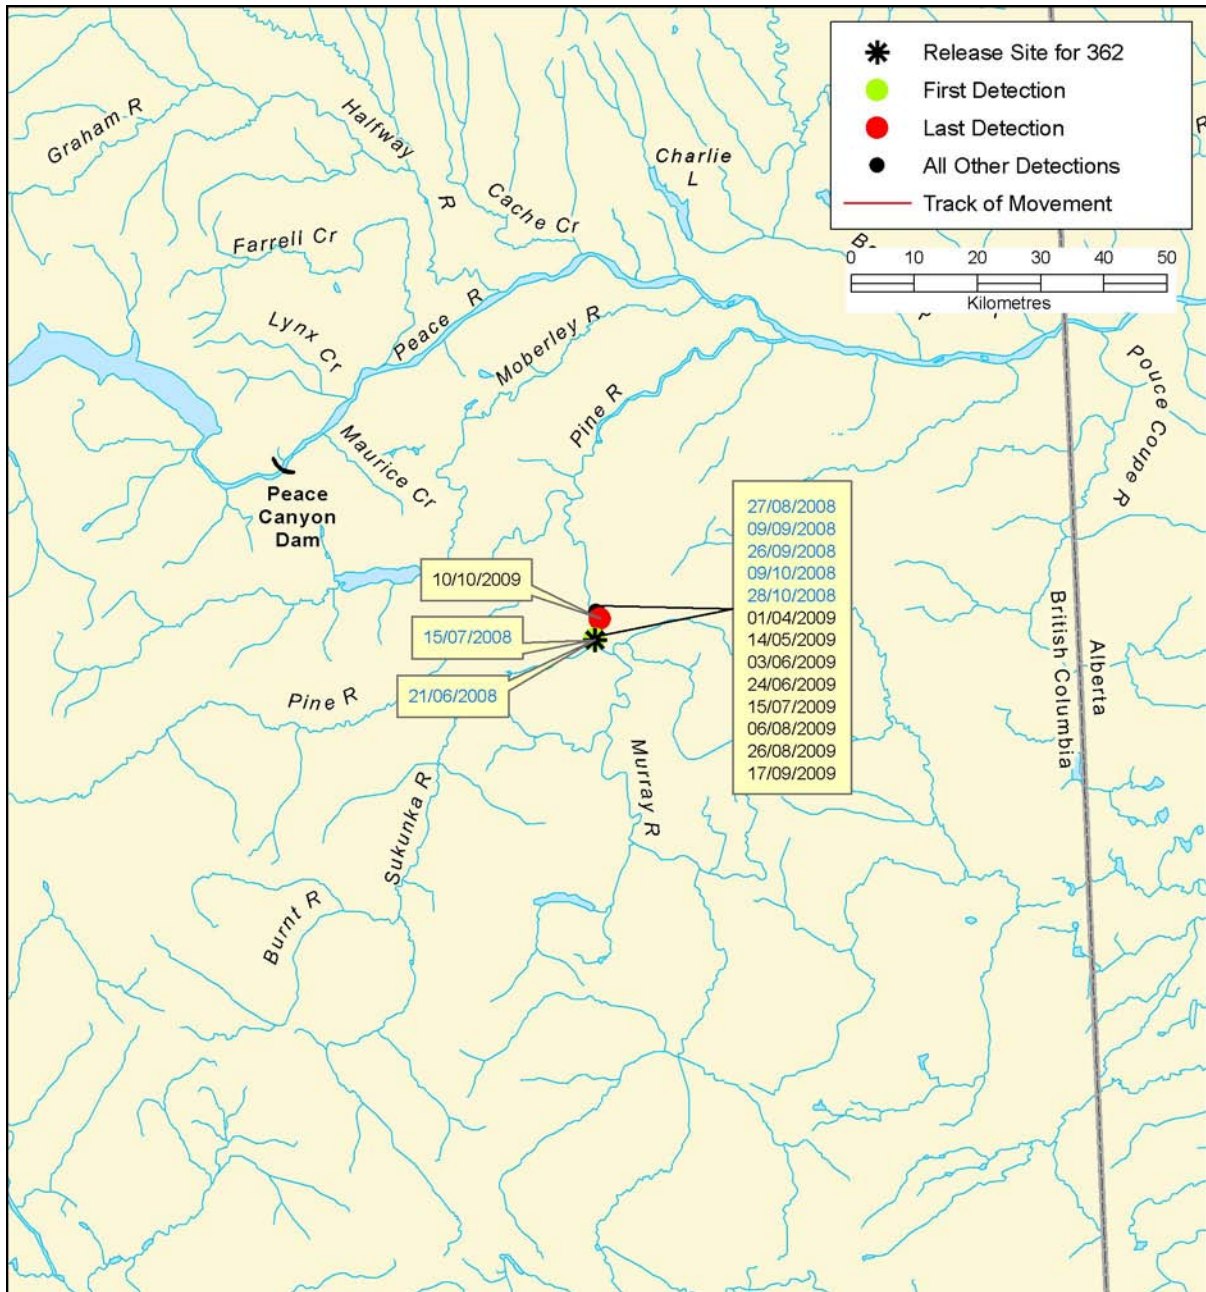 Release Site for 362
First Detection
Last Detection
All Other Detections
Track of Movement
0 10 20 30 40 50
Kilometres
Graham R
Halfway
R
Charlie
L
Cache Cr
Farrell Cr
R
Lynx Cr
Peace R
Moberley R
Pine R
Maurice Cr
Pouce Coupe R
Peace
Canyon
Dam
10/10/2009
15/07/2008
21/06/2008
27/08/2008
09/09/2008
26/09/2008
09/10/2008
28/10/2008
01/04/2009
14/05/2009
03/06/2009
24/06/2009
15/07/2009
06/08/2009
26/08/2009
17/09/2009
British Columbia
Alberta
Pine R
Sukunka R
Murray R
Burnt R